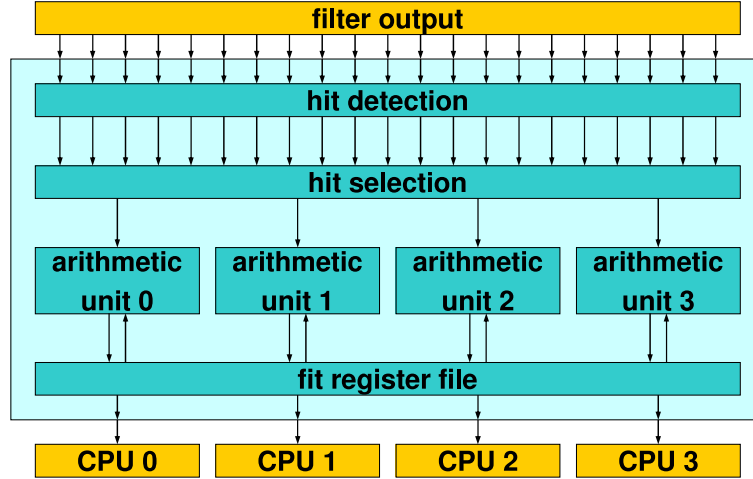 filter output
hit detection
hit selection
arithmetic
unit 0
arithmetic
unit 1
arithmetic
unit 2
arithmetic
unit 3
fit register file
CPU 0
CPU 1
CPU 2
CPU 3